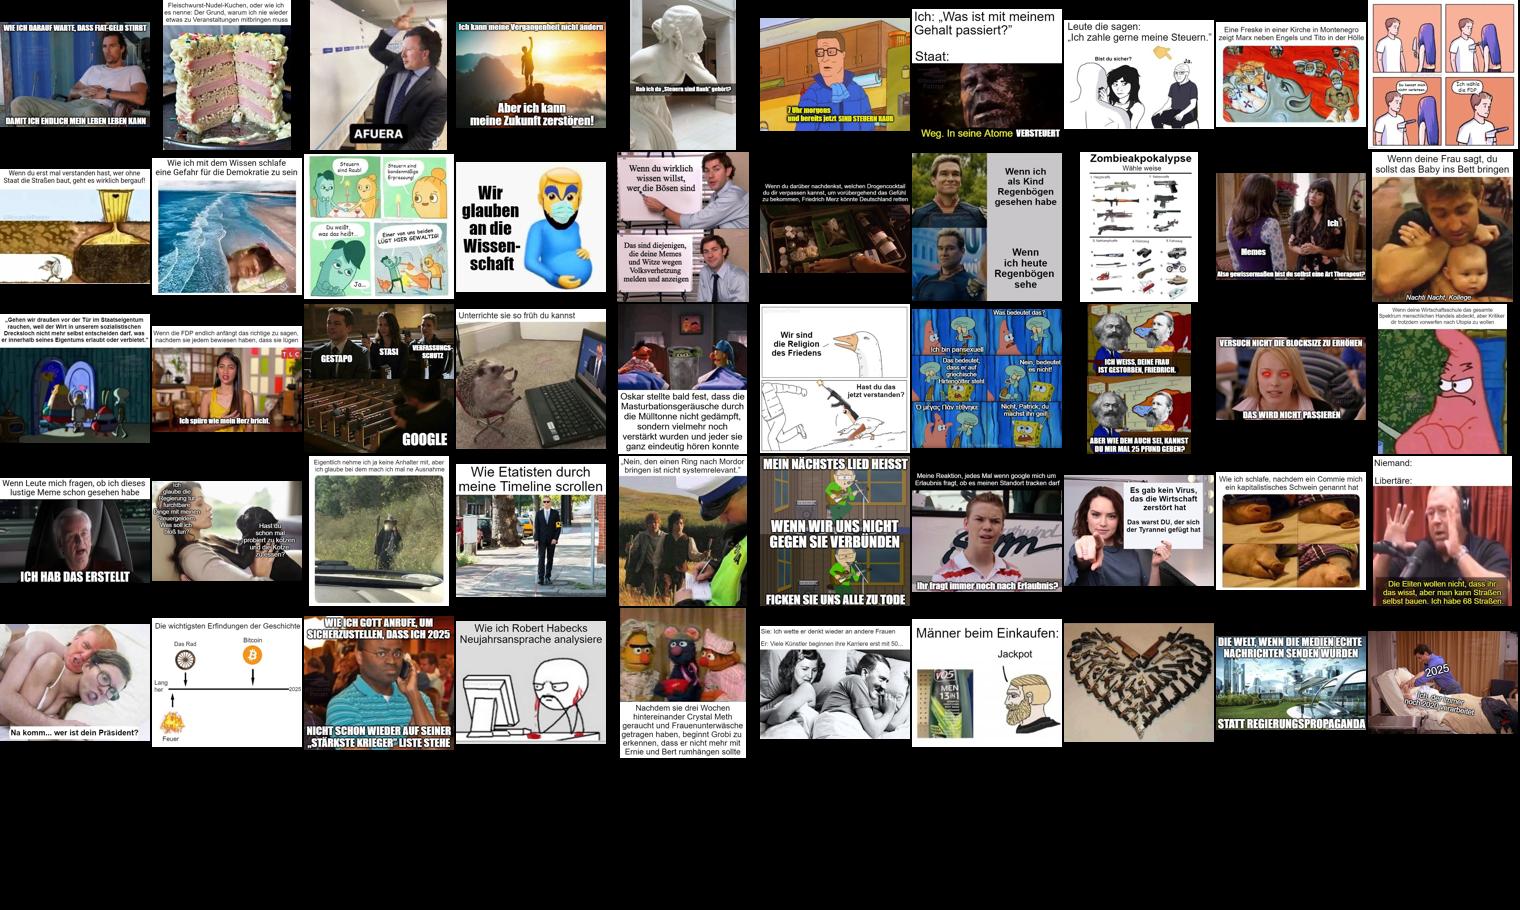 WIE ICH DARAUF WARTE, DASS FIAT-GELD STIRBT
DAMIT ICH ENDLICH MEIN LEBEN LEBEN KANN
Fleischwurst-Nudel-Kuchen, oder wie ich
es nenne: Der Grund, warum ich nie wieder
etwas zu Veranstaltungen mitbringen muss
AFUERA
Ich kann meine Vergangenheit nicht ändern
Aber ich kann
meine Zukunft zerstören!
Hab ich da „Steuern sind Raub“ gehört?
7 Uhr morgens
und bereits jetzt SIND STEUERN RAUB
Ich: „Was ist mit meinem
Gehalt passiert?”
Staat:
Weg. In seine Atome VERSTEUERT
Leute die sagen:
„Ich zahle gerne meine Steuern.”
Bist du sicher?
Ja.
Eine Freske in einer Kirche in Montenegro
zeigt Marx neben Engels und Tito in der Hölle
Ich wähle
die FDP.
Wenn du erst mal verstanden hast, wer ohne
Staat die Straßen baut, geht es wirklich bergauf!
Wie ich mit dem Wissen schlafe
eine Gefahr für die Demokratie zu sein
Steuern
sind Raub!
Steuern sind
bandenmäßige
Erpressung!
Du weißt,
was das heißt...
Ja...
Einer von uns beiden
LÜGT HIER GEWALTIG!
Wir
glauben
an die
Wissen-
schaft
Wenn du wirklich
wissen willst,
wer die Bösen sind
Das sind diejenigen,
die deine Memes
und Witze wegen
Volksverhetzung
melden und anzeigen
Wenn du darüber nachdenkst, welchen Drogencocktail
du dir verpassen kannst, um vorübergehend das Gefühl
zu bekommen, Friedrich Merz könnte Deutschland retten
Wenn ich
als Kind
Regenbögen
gesehen habe
Wenn
ich heute
Regenbögen
sehe
Zombieakpokalypse
Wähle weise
Memes
Ich
Also gewissermaßen bist du selbst eine Art Therapeut?
Wenn deine Frau sagt, du
sollst das Baby ins Bett bringen
Nachti Nacht, Kollege
„Gehen wir draußen vor der Tür im Staatseigentum
rauchen, weil der Wirt in unserem sozialistischen
Drecksloch nicht mehr selbst entscheiden darf, was
er innerhalb seines Eigentums erlaubt oder verbietet.”
Wenn die FDP endlich anfängt das richtige zu sagen,
nachdem sie jedem bewiesen haben, dass sie lügen
TLC
Ich spüre wie mein Herz bricht.
GESTAPO
STASI
VERFASSUNGS-
SCHUTZ
GOOGLE
Unterrichte sie so früh du kannst
Oskar stellte bald fest, dass die
Masturbationsgeräusche durch
die Mülltonne nicht gedämpft,
sondern vielmehr noch
verstärkt wurden und jeder sie
ganz eindeutig hören konnte
Wir sind
die Religion
des Friedens
Hast du das
jetzt verstanden?
Was bedeutet das?
Ich bin pansexuell
Das bedeutet,
dass er auf
griechische
Hirtengötter steht
Nein, bedeutet
es nicht!
Nicht, Patrick, du
machst ihn geil!
ICH WEISS, DEINE FRAU
IST GESTORBEN, FRIEDRICH.
ABER WIE DEM AUCH SEI, KANNST
DU MIR MAL 25 PFUND GEBEN?
VERSUCH NICHT DIE BLOCKSIZE ZU ERHÖHEN
DAS WIRD NICHT PASSIEREN
Wenn deine Wirtschaftsschule das gesamte
Spektrum menschlichen Handels abdeckt, aber Kritiker
dir trotzdem vorwerfen nach Utopia zu wollen
Wenn Leute mich fragen, ob ich dieses
lustige Meme schon gesehen habe
ICH HAB DAS ERSTELLT
Ich
glaube die
Regierung tut
furchtbare
Dinge mit meinen
Steuergeldern.
Was soll ich
bloß tun?
Hast du
schon mal
probiert zu kotzen
und die Kotze
zu essen?
Eigentlich nehme ich ja keine Anhalter mit, aber
ich glaube bei dem mach ich mal ne Ausnahme
Wie Etatisten durch
meine Timeline scrollen
„Nein, den einen Ring nach Mordor
bringen ist nicht systemrelevant.”
MEIN NÄCHSTES LIED HEISST
WENN WIR UNS NICHT
GEGEN SIE VERBÜNDEN
FICKEN SIE UNS ALLE ZU TODE
Meine Reaktion, jedes Mal wenn google mich um
Erlaubnis fragt, ob es meinen Standort tracken darf
Ihr fragt immer noch nach Erlaubnis?
Es gab kein Virus,
das die Wirtschaft
zerstört hat
Das warst DU, der sich
der Tyrannei gefügt hat
Wie ich schlafe, nachdem ein Commie mich
ein kapitalistisches Schwein genannt hat
Niemand:
Libertäre:
Die Eliten wollen nicht, dass ihr
das wisst, aber man kann Straßen
selbst bauen. Ich habe 68 Straßen.
Na komm... wer ist dein Präsident?
Die wichtigsten Erfindungen der Geschichte
Das Rad
Bitcoin
Lang
her
2025
Feuer
WIE ICH GOTT ANRUFE, UM
SICHERZUSTELLEN, DASS ICH 2025
NICHT SCHON WIEDER AUF SEINER
„STÄRKSTE KRIEGER” LISTE STEHE
Wie ich Robert Habecks
Neujahrsansprache analysiere
Nachdem sie drei Wochen
hintereinander Crystal Meth
geraucht und Frauenunterwäsche
getragen haben, beginnt Grobi zu
erkennen, dass er nicht mehr mit
Ernie und Bert rumhängen sollte
Sie: Ich wette er denkt wieder an andere Frauen
Er: Viele Künstler beginnen ihre Karriere erst mit 50...
Männer beim Einkaufen:
Jackpot
VO5
MEN
13IN1
DIE WELT, WENN DIE MEDIEN ECHTE
NACHRICHTEN SENDEN WÜRDEN
STATT REGIERUNGSPROPAGANDA
2025
Ich, der immer
noch 2020 verarbeitet